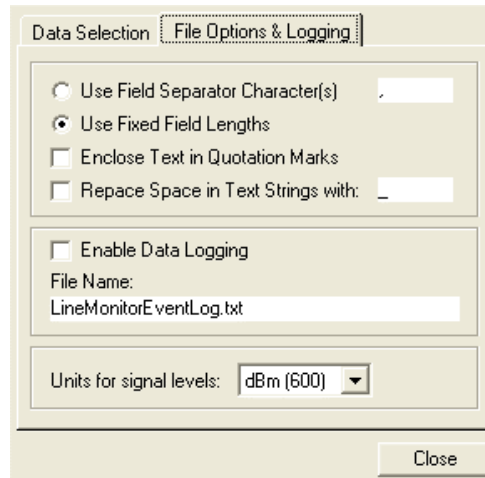 Data Selection File Options & Logging
Use Field Separator Character(s) ,
Use Fixed Field Lengths
Enclose Text in Quotation Marks
Repace Space in Text Strings with: _
Enable Data Logging
File Name:
LineMonitorEventLog.txt
Units for signal levels: dBm (600)
Close